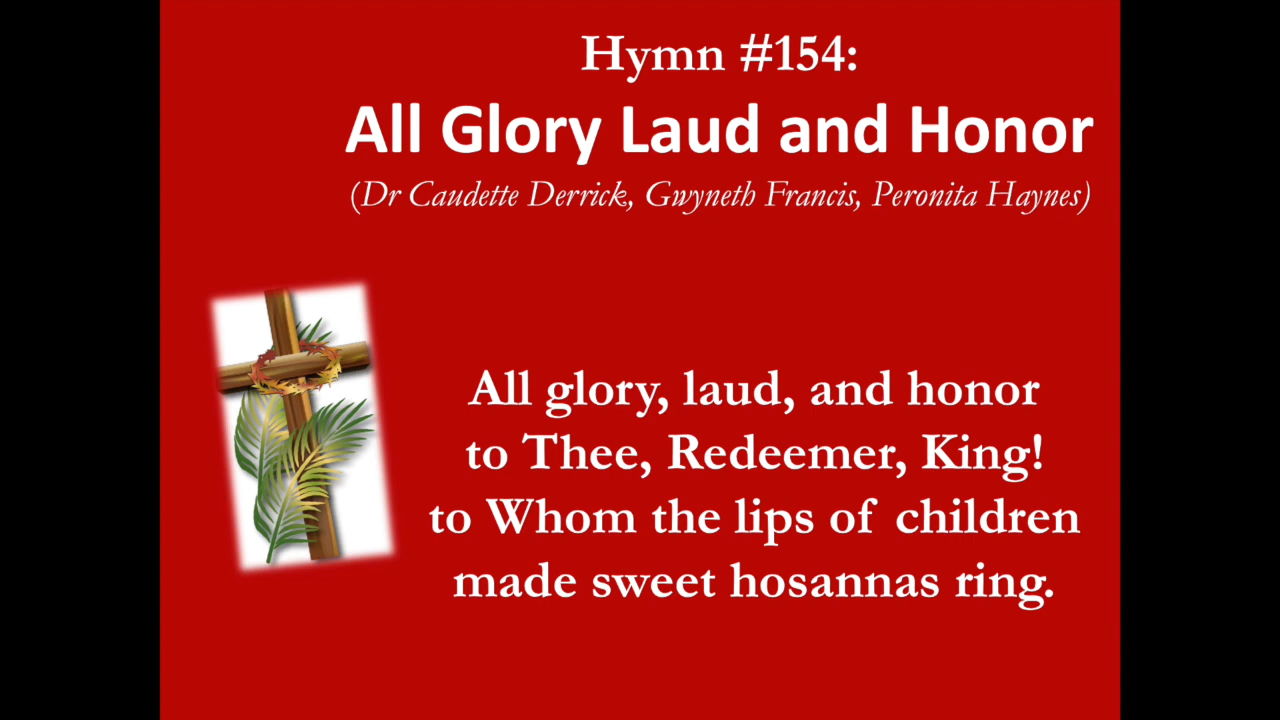 Hymn #154:
All Glory Laud and Honor
(Dr Caudette Derrick, Gwyneth Francis, Peronita Haynes)
All glory, laud, and honor
to Thee, Redeemer, King!
to Whom the lips of children
made sweet hosannas ring.